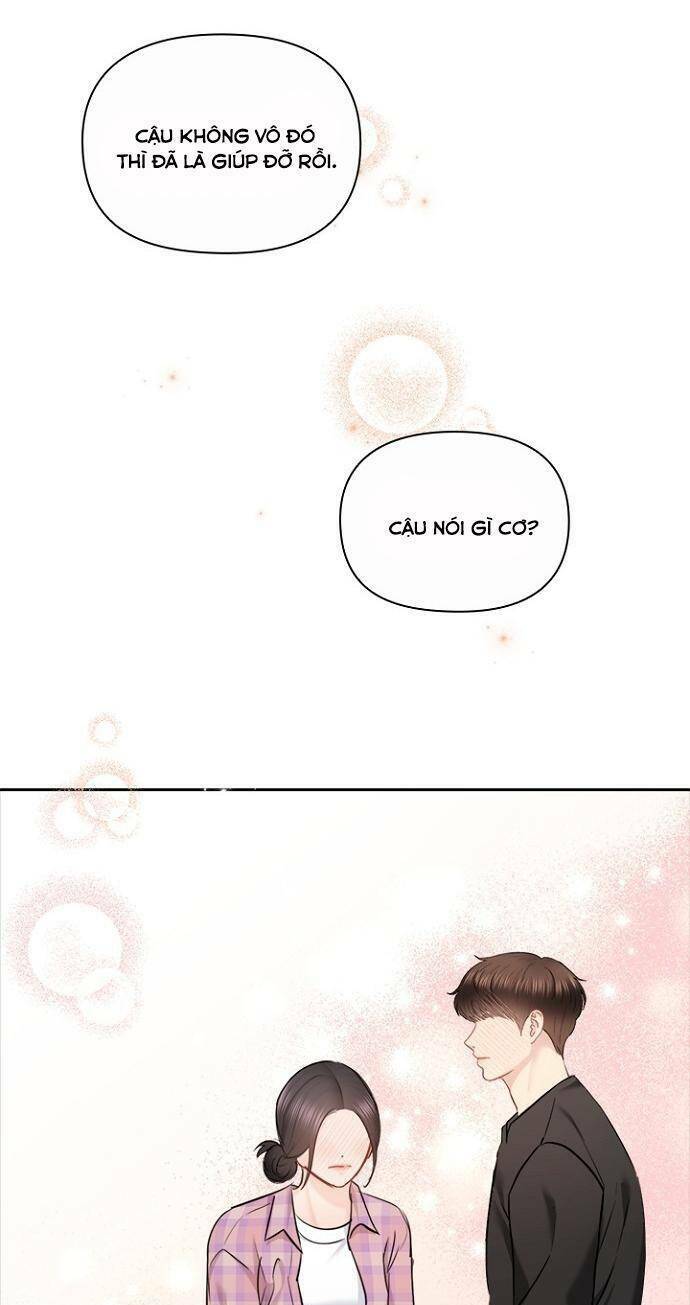 CẬU KHÔNG VÔ ĐÓ
THÌ ĐÃ LÀ GIÚP ĐỠ RỒI.
CẬU NÓI GÌ CƠ?